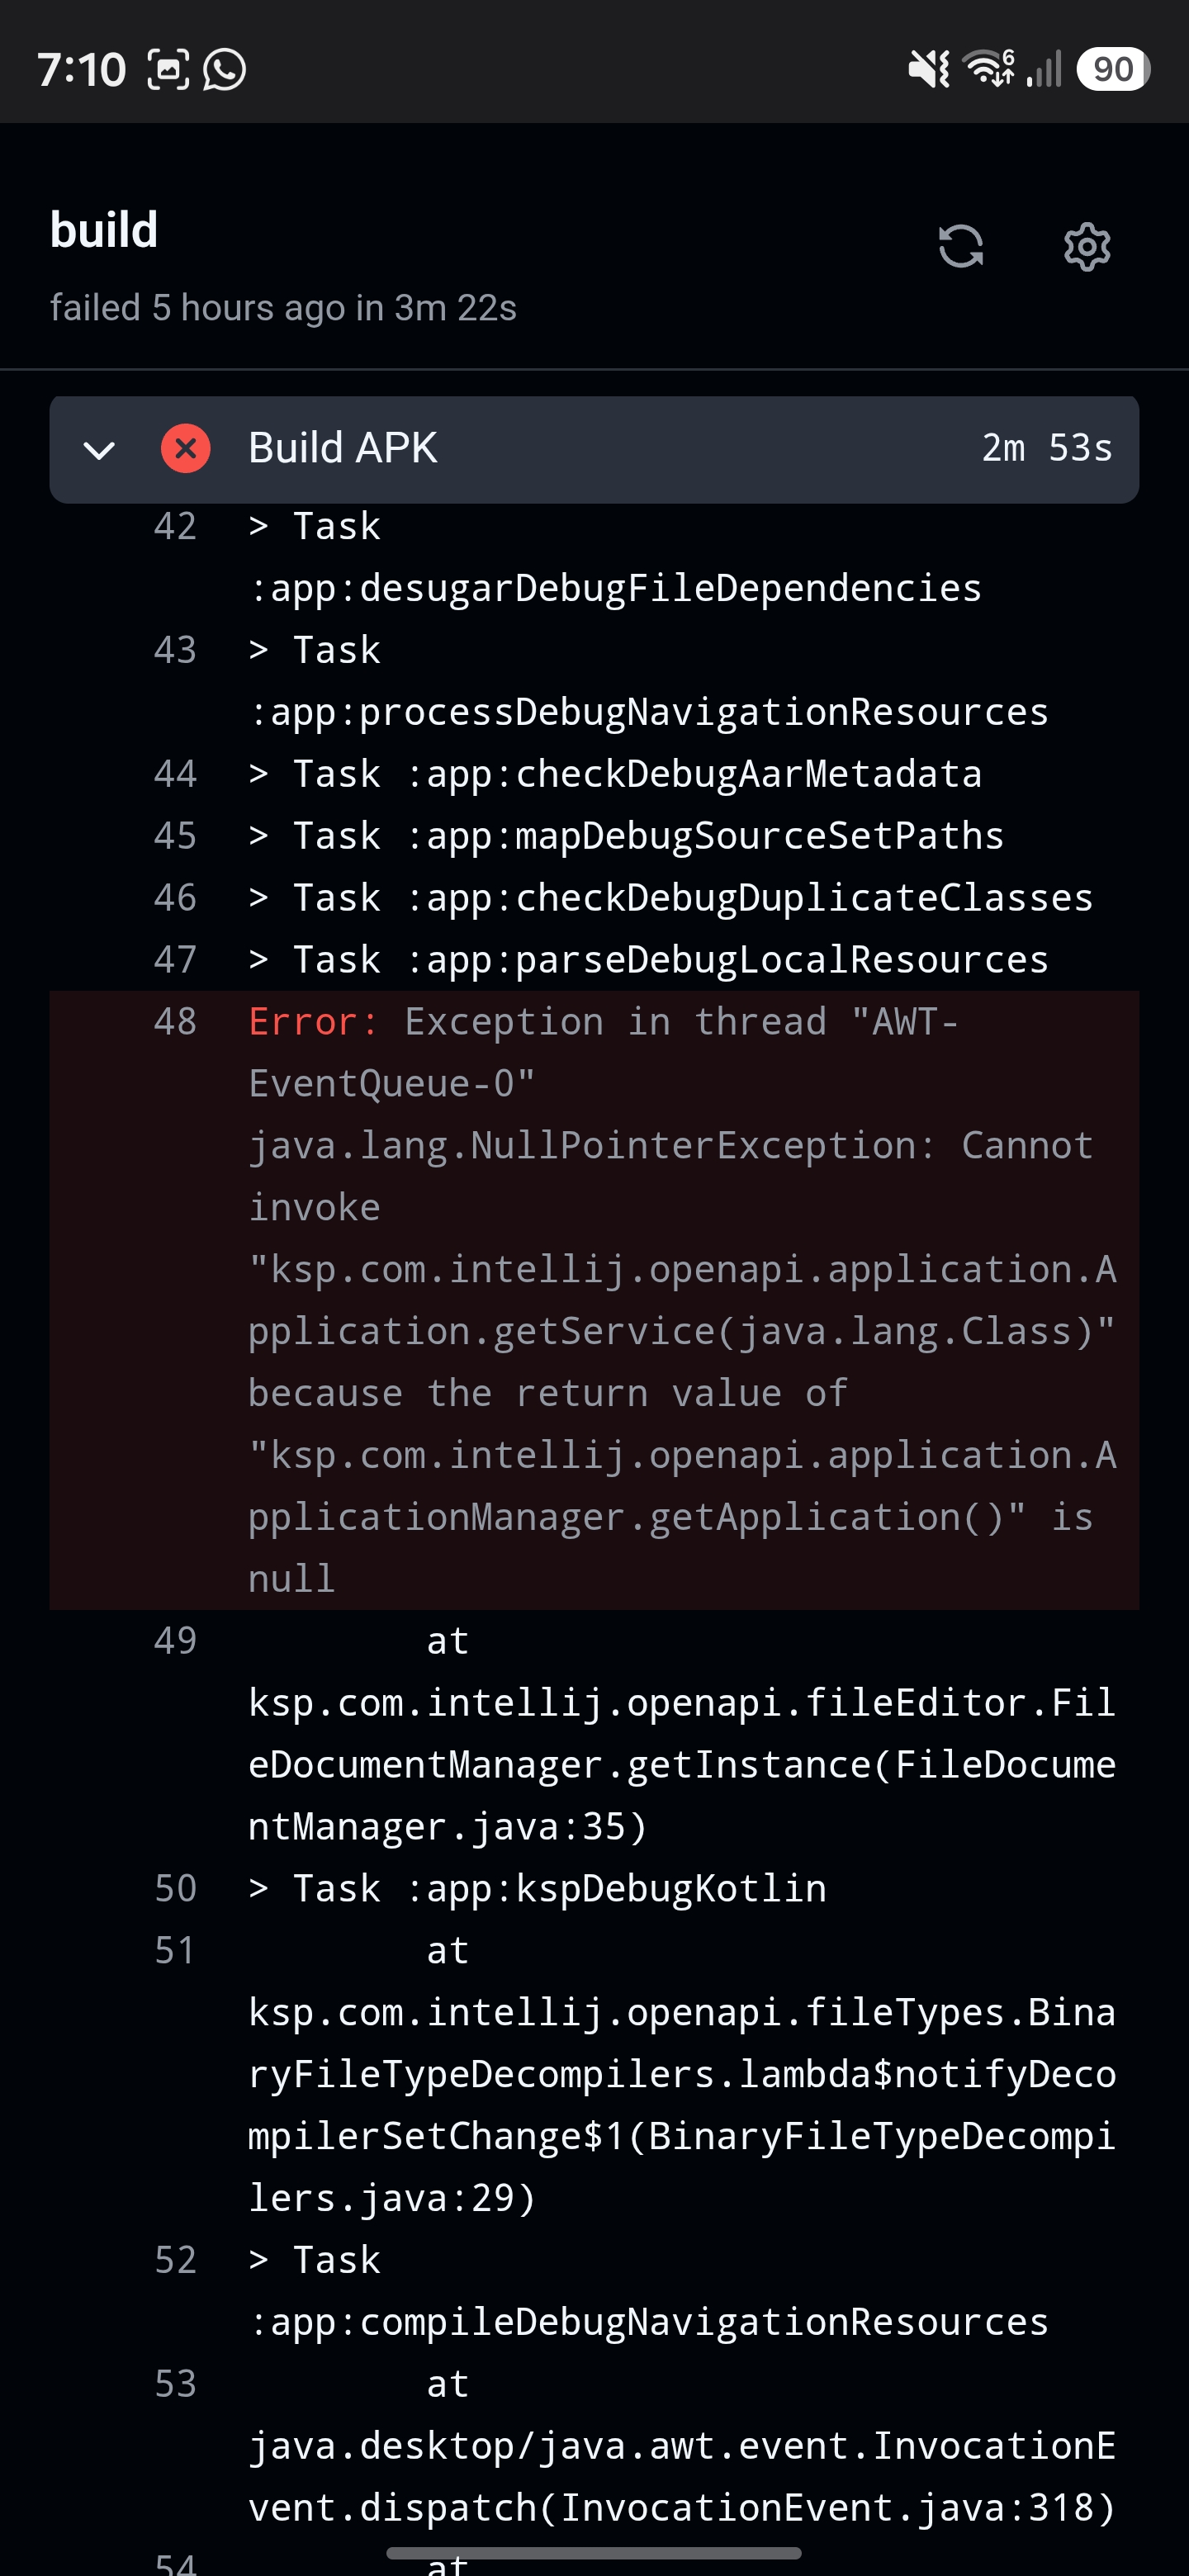 7:10
6
90
build
failed 5 hours ago in 3m 22s
Build APK 2m 53s
42 > Task
:app:desugarDebugFileDependencies
43 > Task
:app:processDebugNavigationResources
44 > Task :app:checkDebugAarMetadata
45 > Task :app:mapDebugSourceSetPaths
46 > Task :app:checkDebugDuplicateClasses
47 > Task :app:parseDebugLocalResources
48 Error: Exception in thread "AWT-
EventQueue-0"
java.lang.NullPointerException: Cannot
invoke
"ksp.com.intellij.openapi.application.A
pplication.getService(java.lang.Class)"
because the return value of
"ksp.com.intellij.openapi.application.A
pplicationManager.getApplication()" is
null
49 at
ksp.com.intellij.openapi.fileEditor.Fil
eDocumentManager.getInstance(FileDocume
ntManager.java:35)
50 > Task :app:kspDebugKotlin
51 at
ksp.com.intellij.openapi.fileTypes.Bina
ryFileTypeDecompilers.lambda$notifyDeco
mpilerSetChange$1(BinaryFileTypeDecompi
lers.java:29)
52 > Task
:app:compileDebugNavigationResources
53 at
java.desktop/java.awt.event.InvocationE
vent.dispatch(InvocationEvent.java:318)
54 at